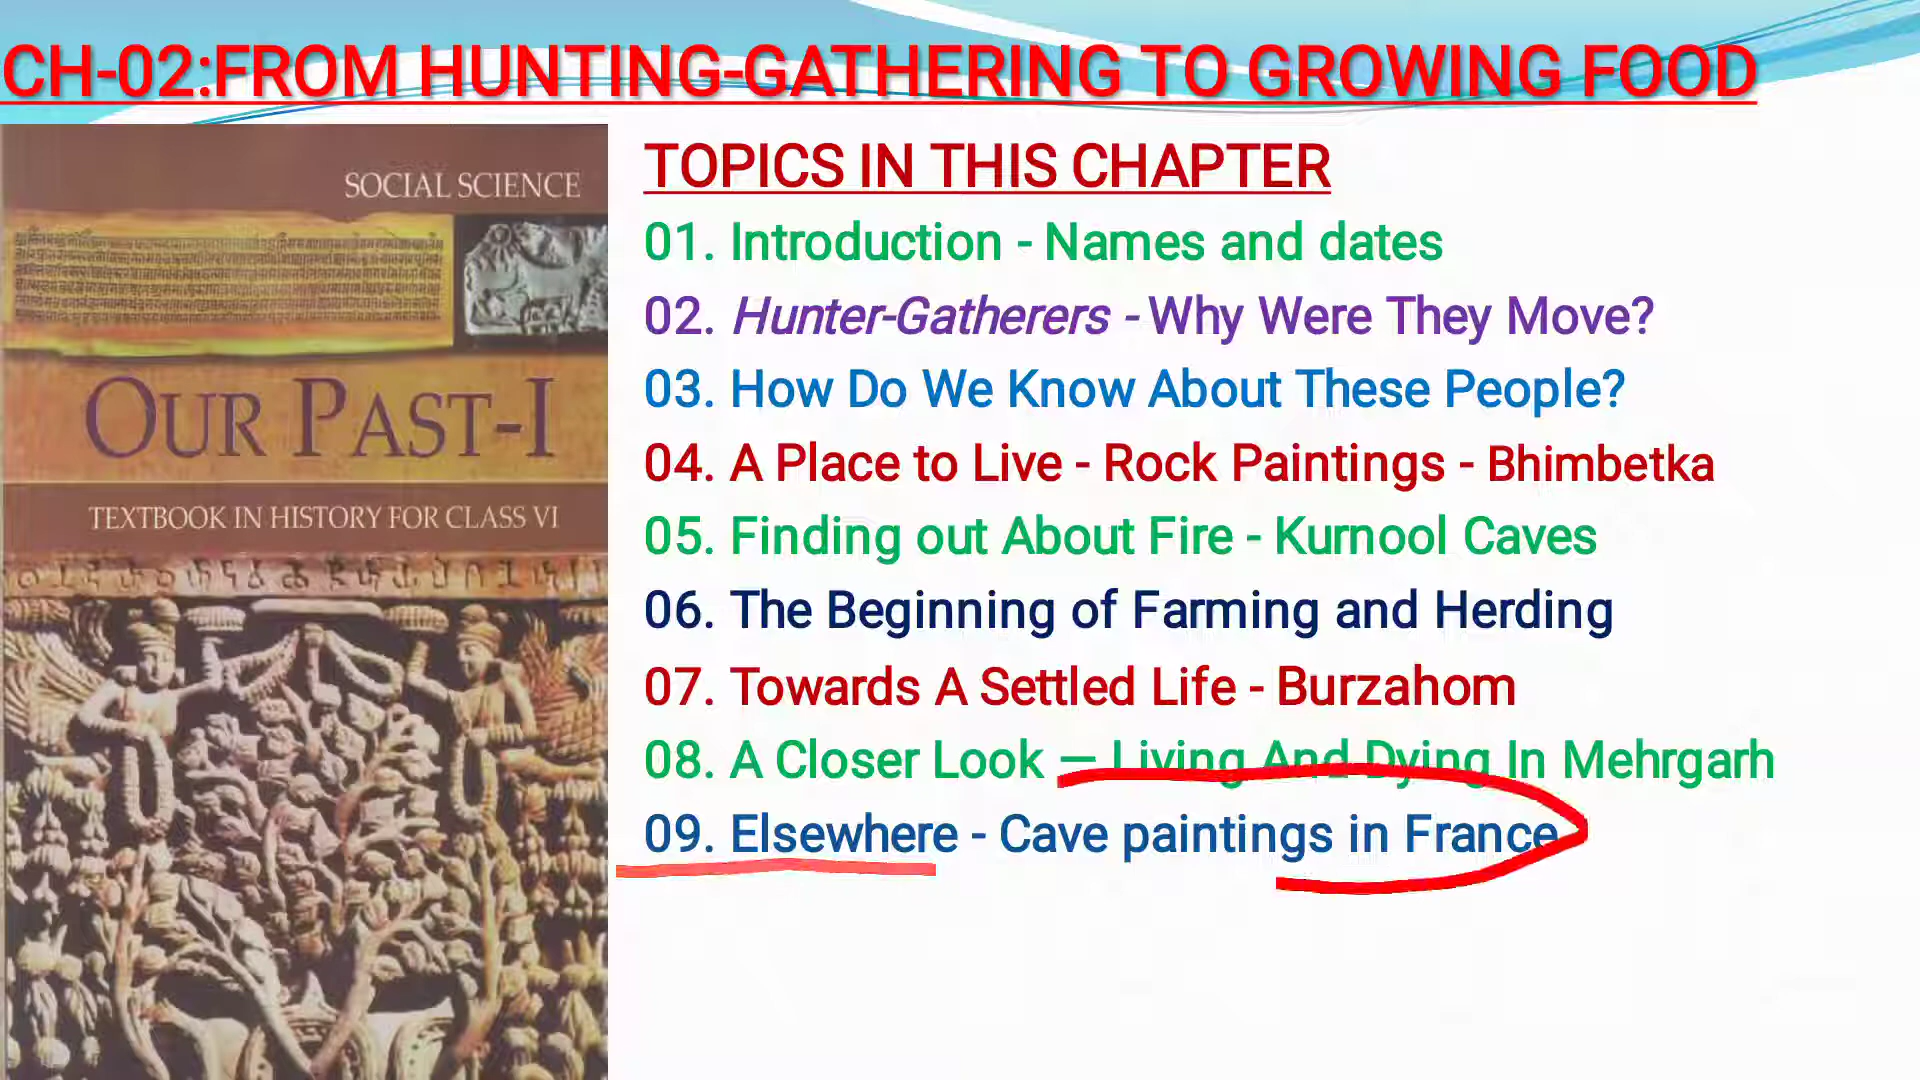 CH-02:FROM HUNTING-GATHERING TO GROWING FOOD
SOCIAL SCIENCE
OUR PAST-I
TEXTBOOK IN HISTORY FOR CLASS VI
TOPICS IN THIS CHAPTER
01. Introduction - Names and dates
02. Hunter-Gatherers - Why Were They Move?
03. How Do We Know About These People?
04. A Place to Live - Rock Paintings - Bhimbetka
05. Finding out About Fire - Kurnool Caves
06. The Beginning of Farming and Herding
07. Towards A Settled Life - Burzahom
08. A Closer Look — Living And Dying In Mehrgarh
09. Elsewhere - Cave paintings in France